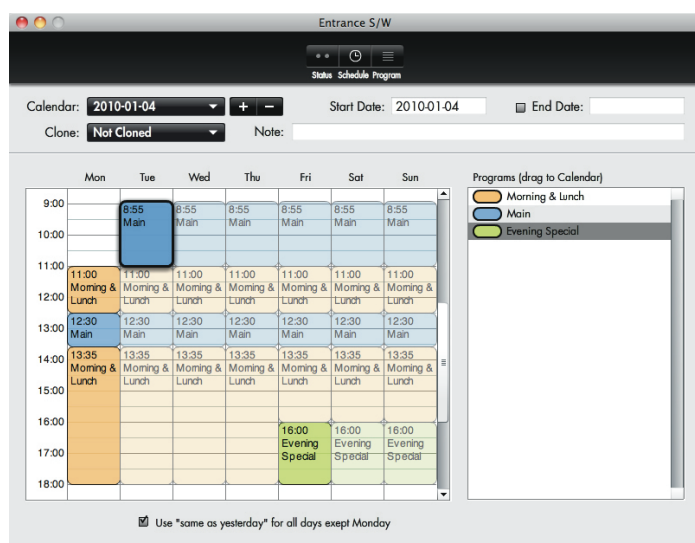 Entrance S/W
Status Schedule Program
Calendar: 2010-01-04 + − Start Date: 2010-01-04 End Date:
Clone: Not Cloned Note:
Mon Tue Wed Thu Fri Sat Sun Programs (drag to Calendar)
Morning & Lunch
Main
Evening Special
9:00 8:55 8:55 8:55 8:55 8:55 8:55
Main Main Main Main Main Main
10:00
11:00
11:00 11:00 11:00 11:00 11:00 11:00 11:00
Morning & Morning & Morning & Morning & Morning & Morning & Morning &
12:00 Lunch Lunch Lunch Lunch Lunch Lunch Lunch
12:30 12:30 12:30 12:30 12:30 12:30 12:30
13:00 Main Main Main Main Main Main Main
14:00 13:35 13:35 13:35 13:35 13:35 13:35 13:35
Morning & Morning & Morning & Morning & Morning & Morning & Morning &
Lunch Lunch Lunch Lunch Lunch Lunch Lunch
15:00
16:00
16:00 16:00 16:00
Evening Evening Evening
17:00 Special Special Special
18:00
Use "same as yesterday" for all days exept Monday